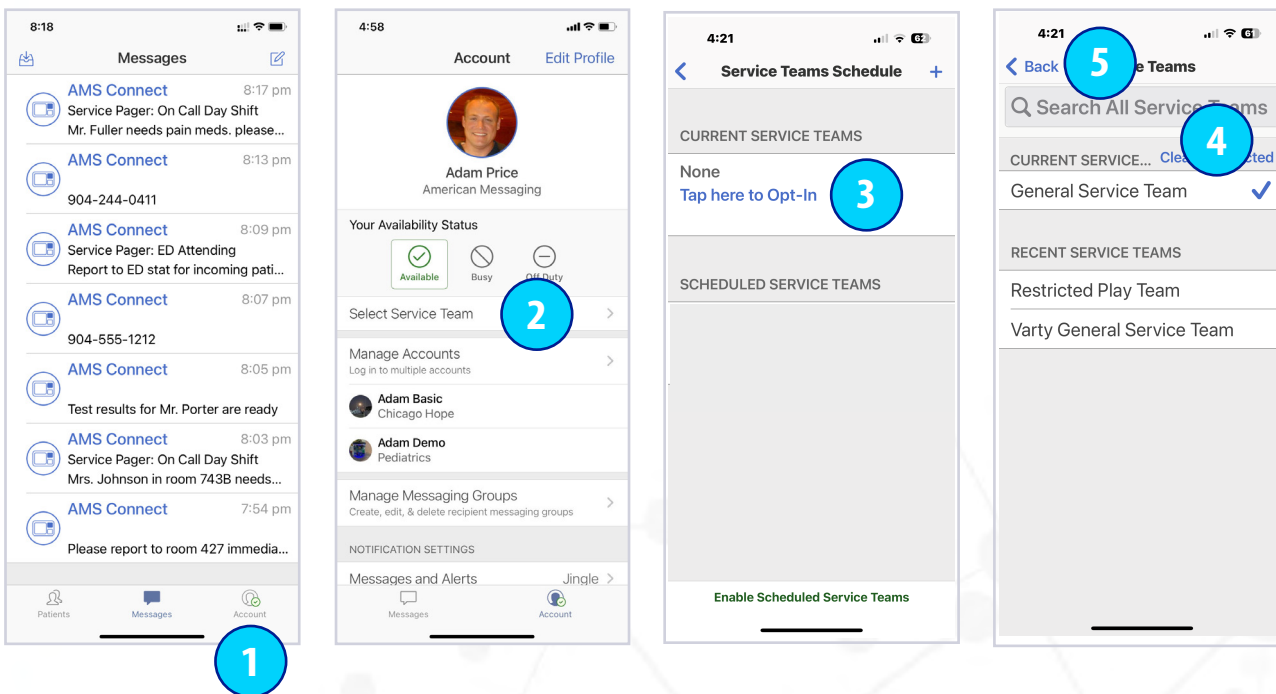 8:18
Messages
AMS Connect 8:17 pm
Service Pager: On Call Day Shift
Mr. Fuller needs pain meds. please...
AMS Connect 8:13 pm
904-244-0411
AMS Connect 8:09 pm
Service Pager: ED Attending
Report to ED stat for incoming pati...
AMS Connect 8:07 pm
904-555-1212
AMS Connect 8:05 pm
Test results for Mr. Porter are ready
AMS Connect 8:03 pm
Service Pager: On Call Day Shift
Mrs. Johnson in room 743B needs...
AMS Connect 7:54 pm
Please report to room 427 immedia...
Patients Messages Account
1
4:58
Account Edit Profile
Adam Price
American Messaging
Your Availability Status
Available Busy Off Duty
Select Service Team
2
Manage Accounts
Log in to multiple accounts
Adam Basic
Chicago Hope
Adam Demo
Pediatrics
Manage Messaging Groups
Create, edit, & delete recipient messaging groups
NOTIFICATION SETTINGS
Messages and Alerts Jingle
Messages Account
4:21 62
Service Teams Schedule +
CURRENT SERVICE TEAMS
None
Tap here to Opt-In
3
SCHEDULED SERVICE TEAMS
Enable Scheduled Service Teams
4:21 61
Back 5 e Teams
Search All Service Teams
4
CURRENT SERVICE... Clea cted
General Service Team
RECENT SERVICE TEAMS
Restricted Play Team
Varty General Service Team